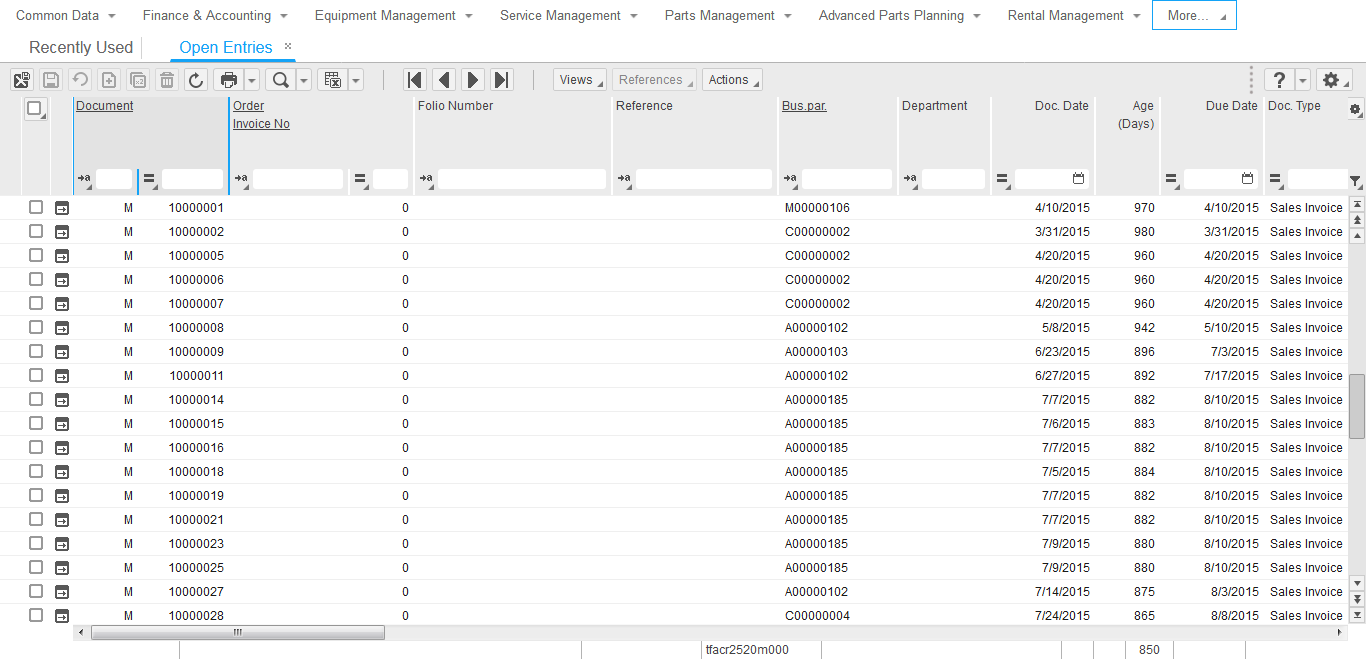 Common Data Finance & Accounting Equipment Management Service Management Parts Management Advanced Parts Planning Rental Management More...
Recently Used Open Entries ×
Views References Actions ?
Document Order Folio Number Reference Bus.par. Department Doc. Date Age Due Date Doc. Type
Invoice No (Days)
M 10000001 0 M00000106 4/10/2015 970 4/10/2015 Sales Invoice
M 10000002 0 C00000002 3/31/2015 980 3/31/2015 Sales Invoice
M 10000005 0 C00000002 4/20/2015 960 4/20/2015 Sales Invoice
M 10000006 0 C00000002 4/20/2015 960 4/20/2015 Sales Invoice
M 10000007 0 C00000002 4/20/2015 960 4/20/2015 Sales Invoice
M 10000008 0 A00000102 5/8/2015 942 5/10/2015 Sales Invoice
M 10000009 0 A00000103 6/23/2015 896 7/3/2015 Sales Invoice
M 10000011 0 A00000102 6/27/2015 892 7/17/2015 Sales Invoice
M 10000014 0 A00000185 7/7/2015 882 8/10/2015 Sales Invoice
M 10000015 0 A00000185 7/6/2015 883 8/10/2015 Sales Invoice
M 10000016 0 A00000185 7/7/2015 882 8/10/2015 Sales Invoice
M 10000018 0 A00000185 7/5/2015 884 8/10/2015 Sales Invoice
M 10000019 0 A00000185 7/7/2015 882 8/10/2015 Sales Invoice
M 10000021 0 A00000185 7/7/2015 882 8/10/2015 Sales Invoice
M 10000023 0 A00000185 7/9/2015 880 8/10/2015 Sales Invoice
M 10000025 0 A00000185 7/9/2015 880 8/10/2015 Sales Invoice
M 10000027 0 A00000102 7/14/2015 875 8/3/2015 Sales Invoice
M 10000028 0 C00000004 7/24/2015 865 8/8/2015 Sales Invoice
tfacr2520m000 850